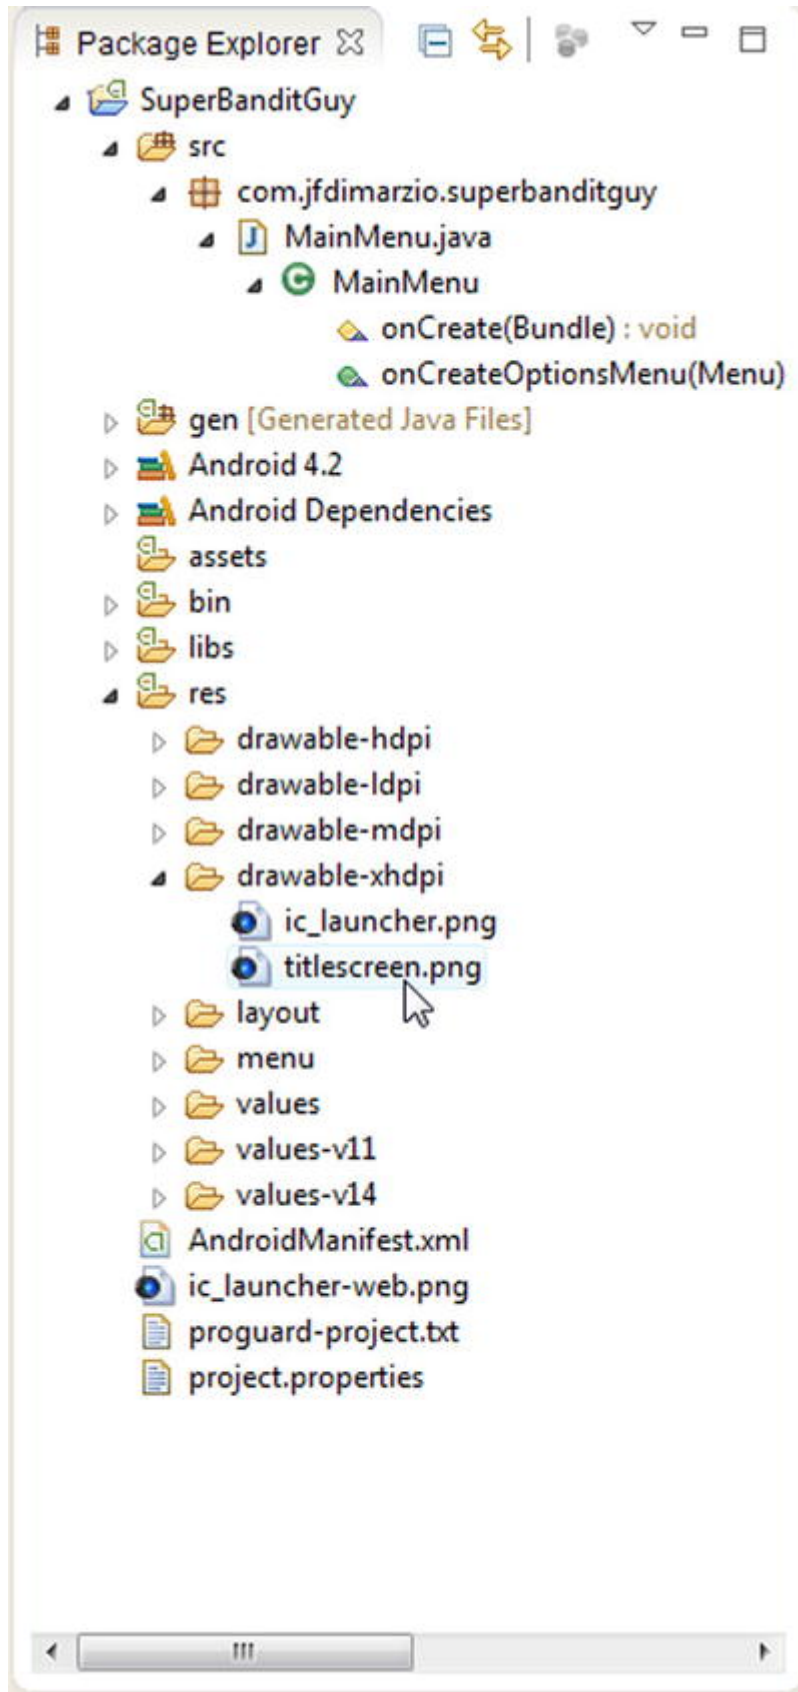 Package Explorer
SuperBanditGuy
src
com.jfdimarzio.superbanditguy
MainMenu.java
MainMenu
onCreate(Bundle) : void
onCreateOptionsMenu(Menu)
gen [Generated Java Files]
Android 4.2
Android Dependencies
assets
bin
libs
res
drawable-hdpi
drawable-ldpi
drawable-mdpi
drawable-xhdpi
ic_launcher.png
titlescreen.png
layout
menu
values
values-v11
values-v14
AndroidManifest.xml
ic_launcher-web.png
proguard-project.txt
project.properties